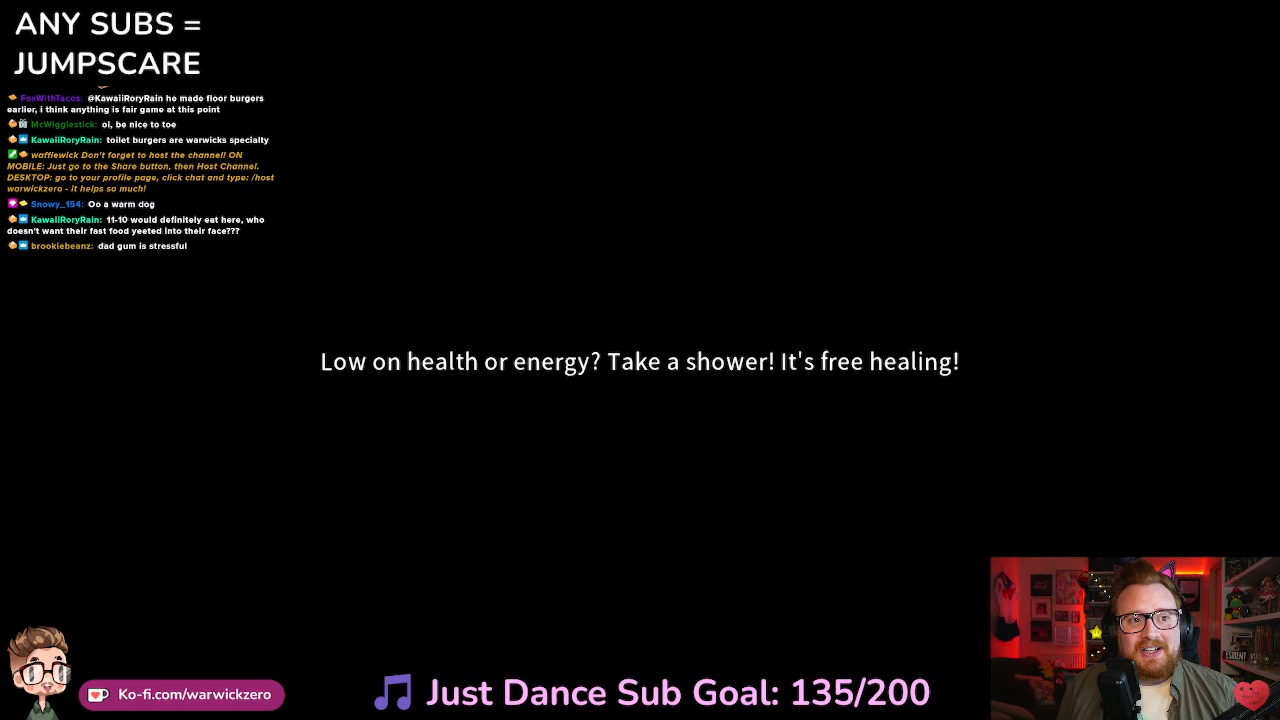 ANY SUBS =
JUMPSCARE
FoxWithTacos: @KawaiiRoryRain he made floor burgers
earlier, i think anything is fair game at this point
McWigglestick: oi, be nice to toe
KawaiiRoryRain: toilet burgers are warwicks specialty
wafflewick Don't forget to host the channel! ON
MOBILE: Just go to the Share button, then Host Channel.
DESKTOP: go to your profile page, click chat and type: /host
warwickzero - it helps so much!
Snowy_154: Oo a warm dog
KawaiiRoryRain: 11-10 would definitely eat here, who
doesn't want their fast food yeeted into their face???
brookiebeanz: dad gum is stressful
Low on health or energy? Take a shower! It's free healing!
Ko-fi.com/warwickzero
Just Dance Sub Goal: 135/200